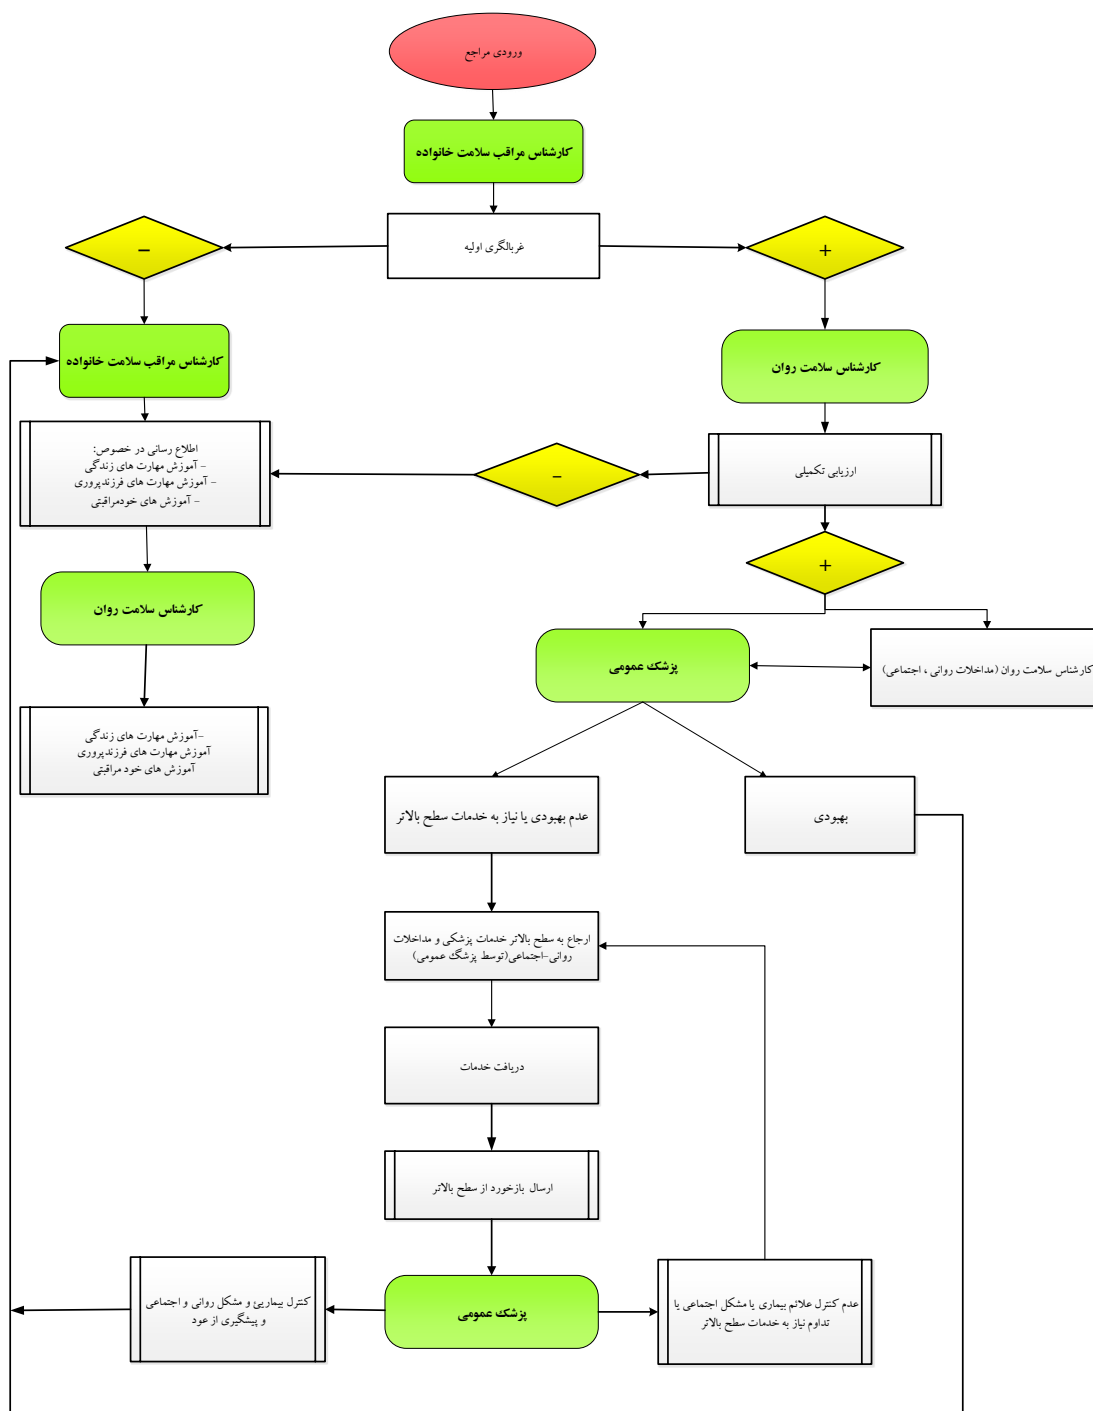 ورودی مراجع
کارشناس مراقب سلامت خانواده
غربالگری اولیه
–
+
کارشناس مراقب سلامت خانواده
کارشناس سلامت روان
اطلاع رسانی در خصوص:
– آموزش مهارت های زندگی
– آموزش مهارت های فرزندپروری
– آموزش های خودمراقبتی
–
ارزیابی تکمیلی
+
کارشناس سلامت روان
پزشک عمومی
کارشناس سلامت روان (مداخلات روانی ، اجتماعی)
–آموزش مهارت های زندگی
آموزش مهارت های فرزندپروری
آموزش های خود مراقبتی
عدم بهبودی یا نیاز به خدمات سطح بالاتر
بهبودی
ارجاع به سطح بالاتر خدمات پزشکی و مداخلات
روانی–اجتماعی(توسط پزشگ عمومی)
دریافت خدمات
ارسال بازخورد از سطح بالاتر
کنترل بیماریئ و مشکل روانی و اجتماعی
و پیشگیری از عود
پزشک عمومی
عدم کنترل علائم بیماری یا مشکل اجتماعی یا
تداوم نیاز به خدمات سطح بالاتر